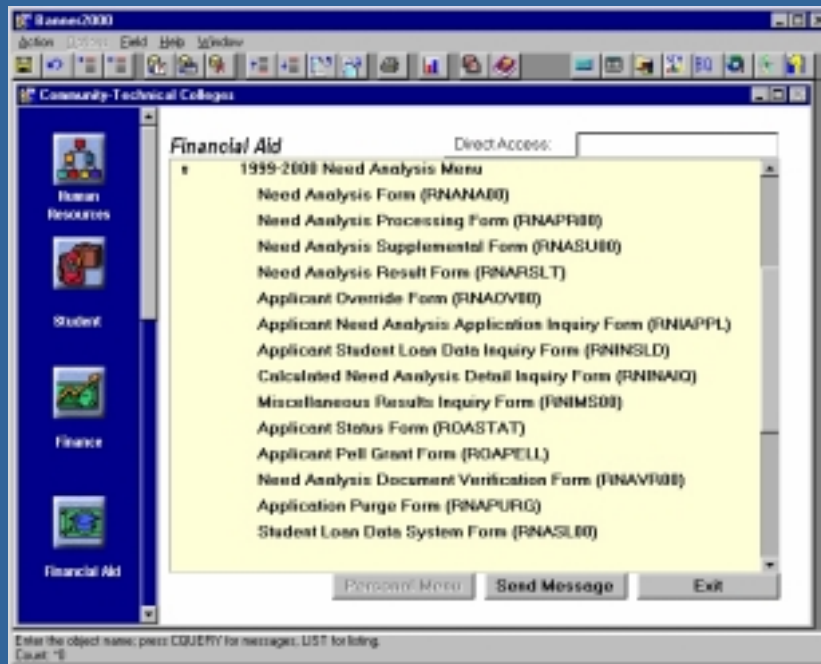 Banner2000
Action Options Field Help Window
Community-Technical Colleges
Human
Resources
Student
Finance
Financial Aid
Financial Aid
Direct Access:
1999-2000 Need Analysis Menu
Need Analysis Form (RNANA00)
Need Analysis Processing Form (RNAPR00)
Need Analysis Supplemental Form (RNASU00)
Need Analysis Result Form (RNARSLT)
Applicant Override Form (RNAOV00)
Applicant Need Analysis Application Inquiry Form (RNIAPPL)
Applicant Student Loan Data Inquiry Form (RNINSLD)
Calculated Need Analysis Detail Inquiry Form (RNINAIQ)
Miscellaneous Results Inquiry Form (RNIMS00)
Applicant Status Form (ROASTAT)
Applicant Pell Grant Form (ROAPELL)
Need Analysis Document Verification Form (RNAVR00)
Application Purge Form (RNAPURG)
Student Loan Data System Form (RNASL00)
Personal Menu Send Message Exit
Enter the object name; press CQUERY for messages, LIST for listing.
Count: *0